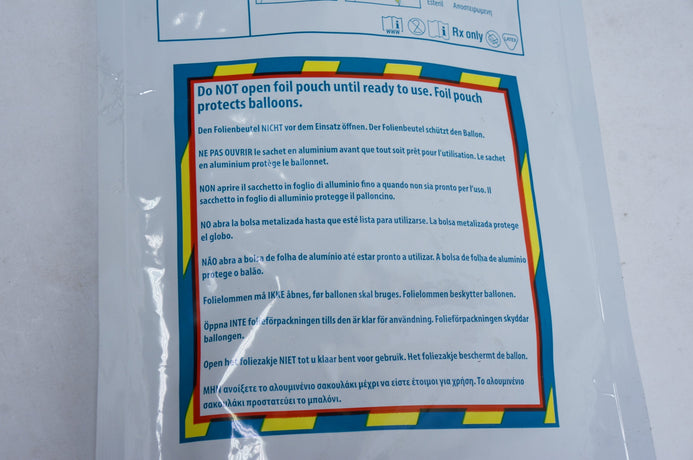 Esteril Αποστειρωμένη
www Rx only LATEX
Do NOT open foil pouch until ready to use. Foil pouch
protects balloons.
Den Folienbeutel NICHT vor dem Einsatz öffnen. Der Folienbeutel schützt den Ballon.
NE PAS OUVRIR le sachet en aluminium avant que tout soit prêt pour l'utilisation. Le sachet
en aluminium protège le ballonnet.
NON aprire il sacchetto in foglio di alluminio fino a quando non sia pronto per l'uso. Il
sacchetto in foglio di alluminio protegge il palloncino.
NO abra la bolsa metalizada hasta que esté lista para utilizarse. La bolsa metalizada protege
el globo.
NÃO abra a bolsa de folha de alumínio até estar pronto a utilizar. A bolsa de folha de alumínio
protege o balão.
Folielommen må IKKE åbnes, før ballonen skal bruges. Folielommen beskytter ballonen.
Öppna INTE folieförpackningen tills den är klar för användning. Folieförpackningen skyddar
ballongen.
Open het foliezakje NIET tot u klaar bent voor gebruik. Het foliezakje beschermt de ballon.
ΜΗΝ ανοίξετε το αλουμινένιο σακουλάκι μέχρι να είστε έτοιμοι για χρήση. Το αλουμινένιο
σακουλάκι προστατεύει το μπαλόνι.